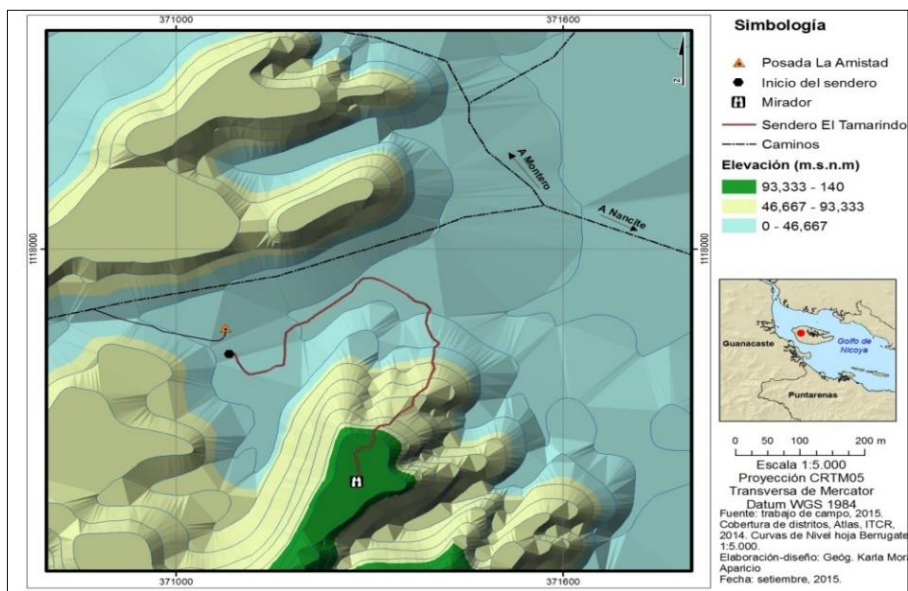 371000
371600
Z
A Montero
A Nancite
1118000
1118000
371000
371600
Simbología
Posada La Amistad
Inicio del sendero
Mirador
Sendero El Tamarindo
Caminos
Elevación (m.s.n.m)
93,333 - 140
46,667 - 93,333
0 - 46,667
Guanacaste
Golfo de
Nicoya
Puntarenas
0 50 100 200 m
Escala 1:5.000
Proyección CRTM05
Transversa de Mercator
Datum WGS 1984
Fuente: trabajo de campo, 2015.
Cobertura de distritos, Atlas, ITCR,
2014. Curvas de Nivel hoja Berrugate
1:5.000.
Elaboración-diseño: Geóg. Karla Mora
Aparicio
Fecha: setiembre, 2015.